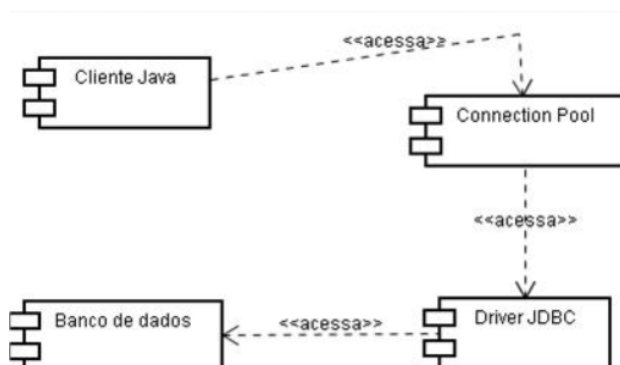 <<acessa>>
Cliente Java
Connection Pool
<<acessa>>
Banco de dados
<<acessa>>
Driver JDBC